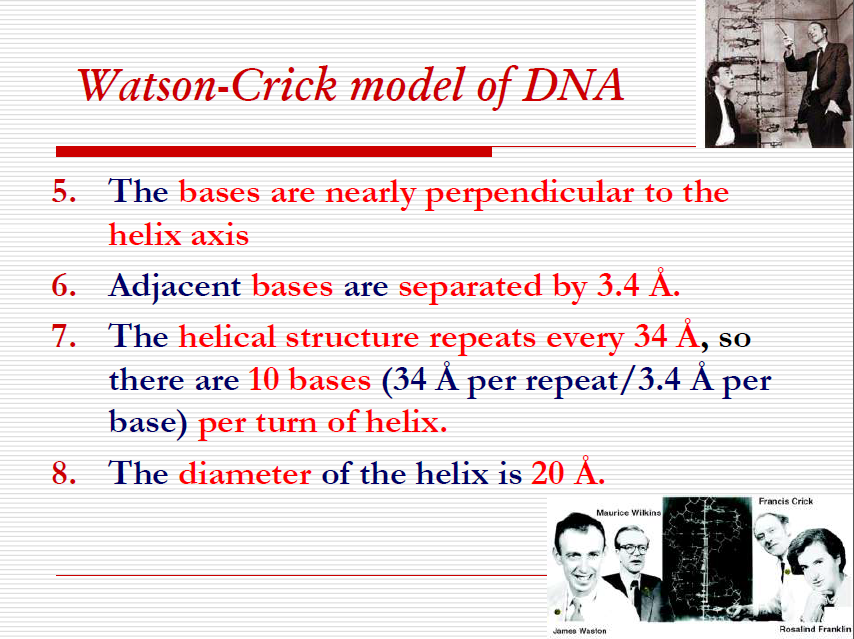 Watson-Crick model of DNA
5. The bases are nearly perpendicular to the
helix axis
6. Adjacent bases are separated by 3.4 Å.
7. The helical structure repeats every 34 Å, so
there are 10 bases (34 Å per repeat/3.4 Å per
base) per turn of helix.
8. The diameter of the helix is 20 Å.
Francis Crick
Maurice Wilkins
James Waston
Rosalind Franklin